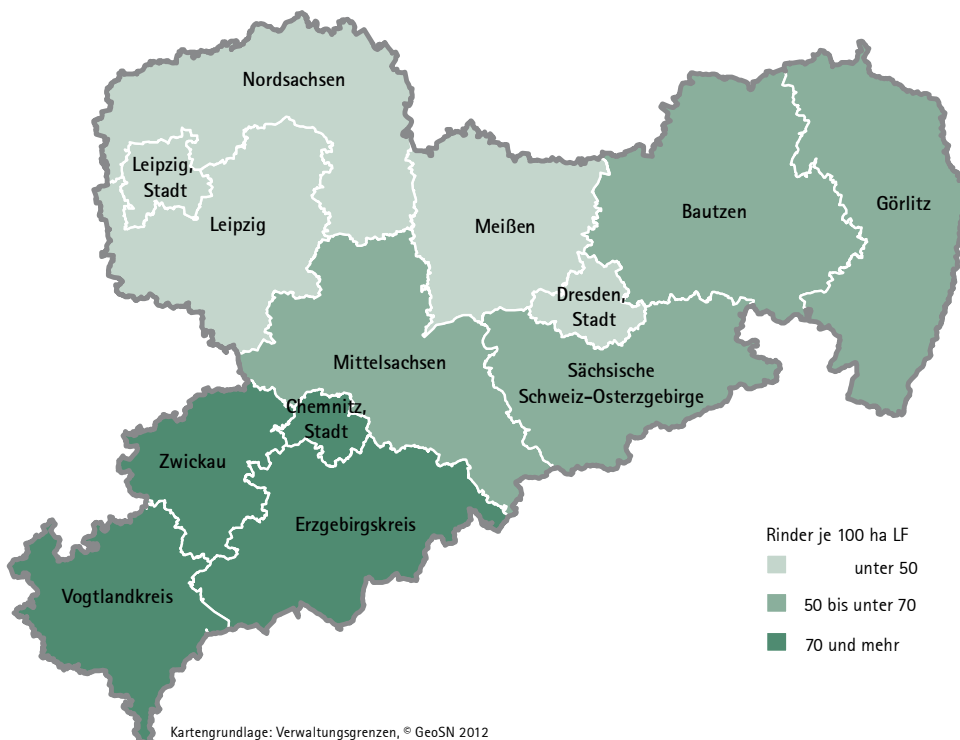 Nordsachsen
Leipzig,
Stadt
Leipzig
Meißen
Bautzen
Görlitz
Dresden,
Stadt
Mittelsachsen
Sächsische
Schweiz-Osterzgebirge
Chemnitz,
Stadt
Zwickau
Erzgebirgskreis
Vogtlandkreis
Rinder je 100 ha LF
unter 50
50 bis unter 70
70 und mehr
Kartengrundlage: Verwaltungsgrenzen, © GeoSN 2012